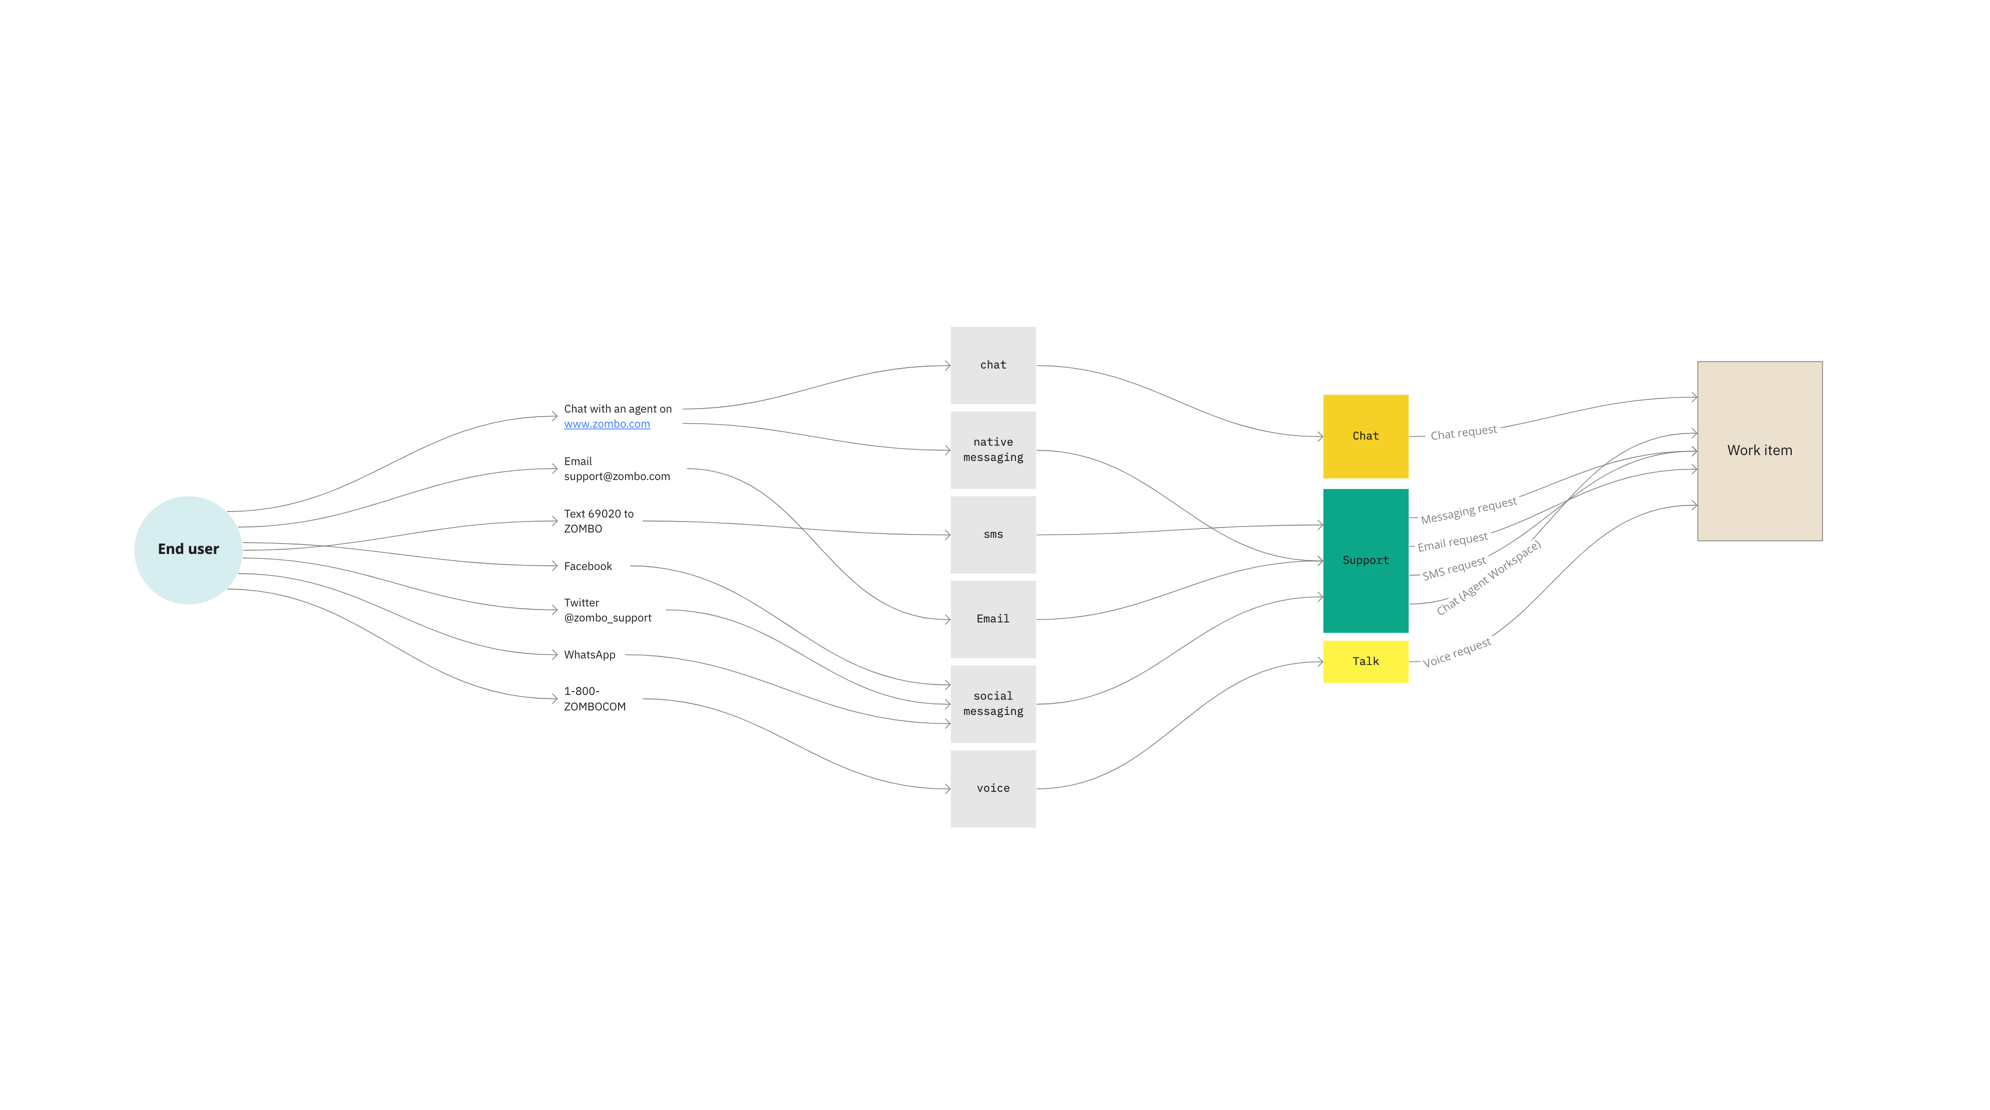 End user
Chat with an agent on
www.zombo.com
Email
support@zombo.com
Text 69020 to
ZOMBO
Facebook
Twitter
@zombo_support
WhatsApp
1-800-
ZOMBOCOM
chat
native
messaging
sms
Email
social
messaging
voice
Chat
Support
Talk
Chat request
Messaging request
Email request
SMS request
Chat (Agent Workspace)
Voice request
Work item